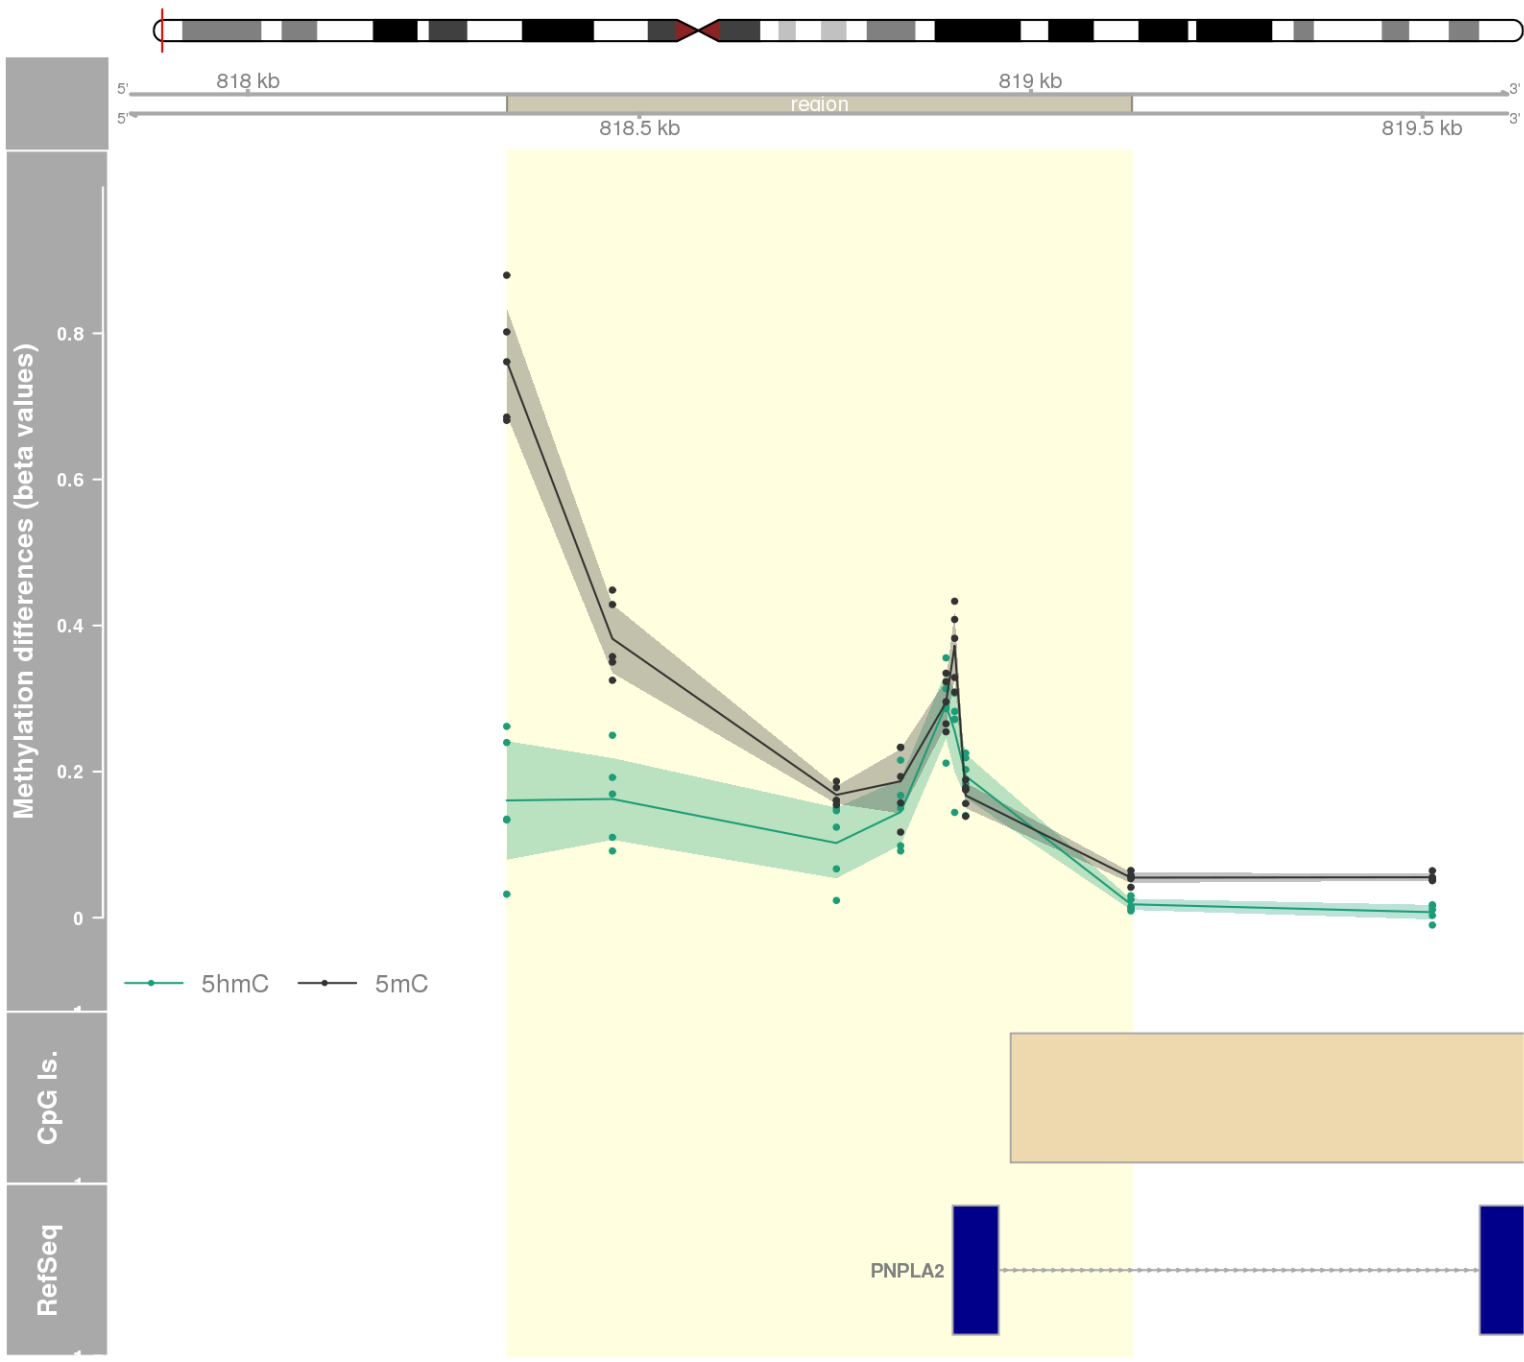 818 kb
819 kb
5'
3'
region
5'
3'
818.5 kb
819.5 kb
Methylation differences (beta values)
0.8
0.6
0.4
0.2
0
5hmC
5mC
CpG Is.
RefSeq
PNPLA2